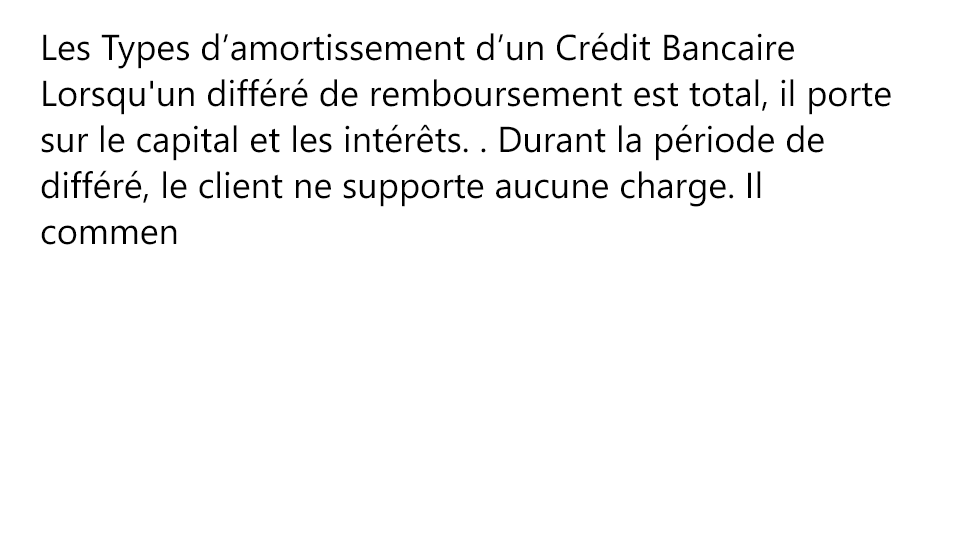 Les Types d’amortissement d’un Crédit Bancaire
Lorsqu'un différé de remboursement est total, il porte
sur le capital et les intérêts. . Durant la période de
différé, le client ne supporte aucune charge. Il
commen